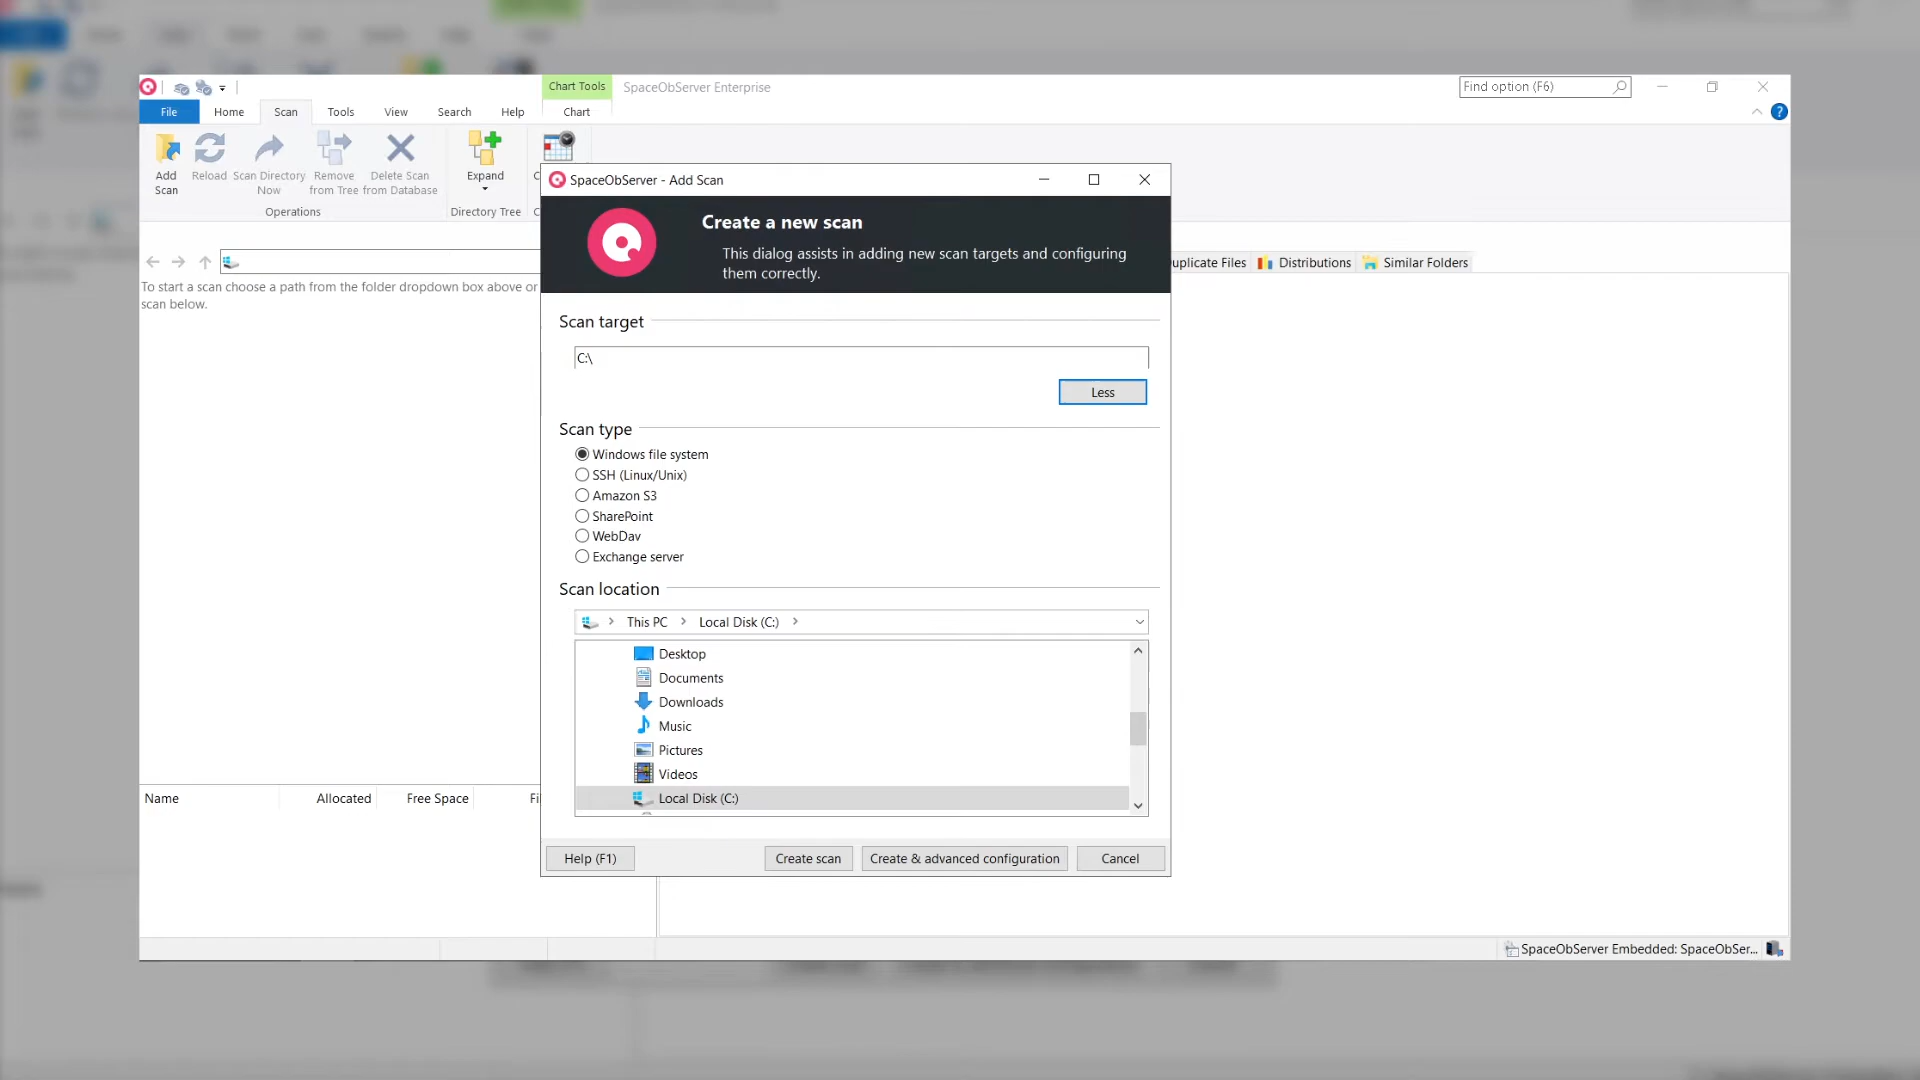 Chart Tools
SpaceObServer Enterprise
Find option (F6)
File
Home
Scan
Tools
View
Search
Help
Chart
?
Add
Scan
Reload
Scan Directory
Now
Remove
from Tree
Delete Scan
from Database
Expand
Operations
Directory Tree
SpaceObServer - Add Scan
Create a new scan
This dialog assists in adding new scan targets and configuring
them correctly.
Distributions
Similar Folders
uplicate Files
To start a scan choose a path from the folder dropdown box above or
scan below.
Scan target
C:\
Less
Scan type
Windows file system
SSH (Linux/Unix)
Amazon S3
SharePoint
WebDav
Exchange server
Scan location
This PC
Local Disk (C:)
Desktop
Documents
Downloads
Music
Pictures
Videos
Local Disk (C:)
Name
Allocated
Free Space
Fi
Help (F1)
Create scan
Create & advanced configuration
Cancel
SpaceObServer Embedded: SpaceObSer...